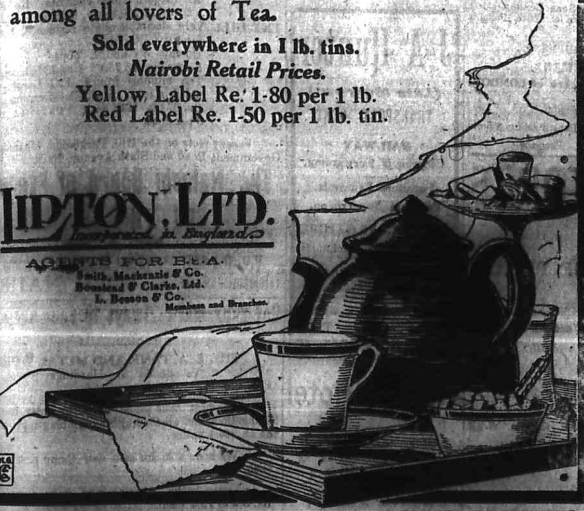 among all lovers of Tea.
Sold everywhere in 1 lb. tins.
Nairobi Retail Prices.
Yellow Label Re. 1-80 per 1 lb.
Red Label Re. 1-50 per 1 lb. tin.
LIPTON, LTD.
Incorporated in England
AGENTS FOR B.E.A.
Smith, Mackenzie & Co.
Boustead & Clarke, Ltd.
L. Besson & Co.
Mombasa and Branches.